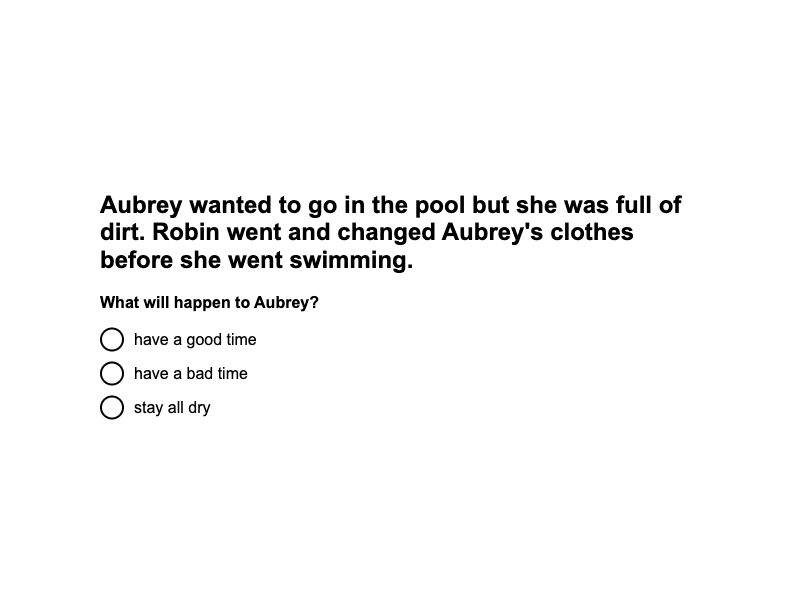 Aubrey wanted to go in the pool but she was full of
dirt. Robin went and changed Aubrey's clothes
before she went swimming.
What will happen to Aubrey?
have a good time
have a bad time
stay all dry